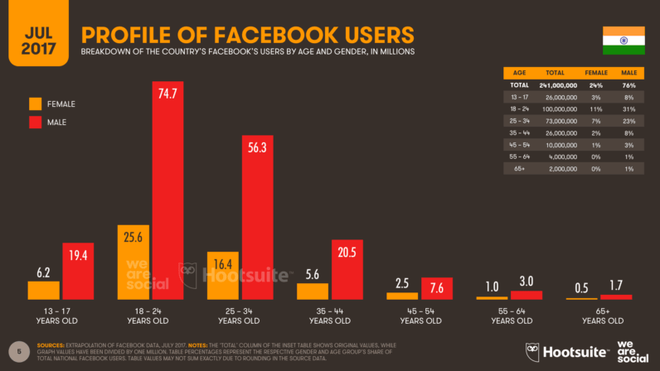 JUL
2017
PROFILE OF FACEBOOK USERS
BREAKDOWN OF THE COUNTRY'S FACEBOOK'S USERS BY AGE AND GENDER, IN MILLIONS
AGE TOTAL FEMALE MALE
TOTAL 241,000,000 24% 76%
13 – 17 26,000,000 3% 8%
18 – 24 100,000,000 11% 31%
25 – 34 73,000,000 7% 23%
35 – 44 26,000,000 2% 8%
45 – 54 10,000,000 1% 3%
55 – 64 4,000,000 0% 1%
65+ 2,000,000 0% 1%
FEMALE
MALE
6.2 19.4 25.6 74.7 16.4 56.3 5.6 20.5 2.5 7.6 1.0 3.0 0.5 1.7
we are social Hootsuite™
13 – 17 YEARS OLD
18 – 24 YEARS OLD
25 – 34 YEARS OLD
35 – 44 YEARS OLD
45 – 54 YEARS OLD
55 – 64 YEARS OLD
65+ YEARS OLD
5
SOURCES: EXTRAPOLATION OF FACEBOOK DATA, JULY 2017. NOTES: THE 'TOTAL' COLUMN OF THE INSET TABLE SHOWS ORIGINAL VALUES, WHILE
GRAPH VALUES HAVE BEEN DIVIDED BY ONE MILLION. TABLE PERCENTAGES REPRESENT THE RESPECTIVE GENDER AND AGE GROUP'S SHARE OF
TOTAL NATIONAL FACEBOOK USERS. TABLE VALUES MAY NOT SUM EXACTLY DUE TO ROUNDING IN THE SOURCE DATA.
Hootsuite™
we are social